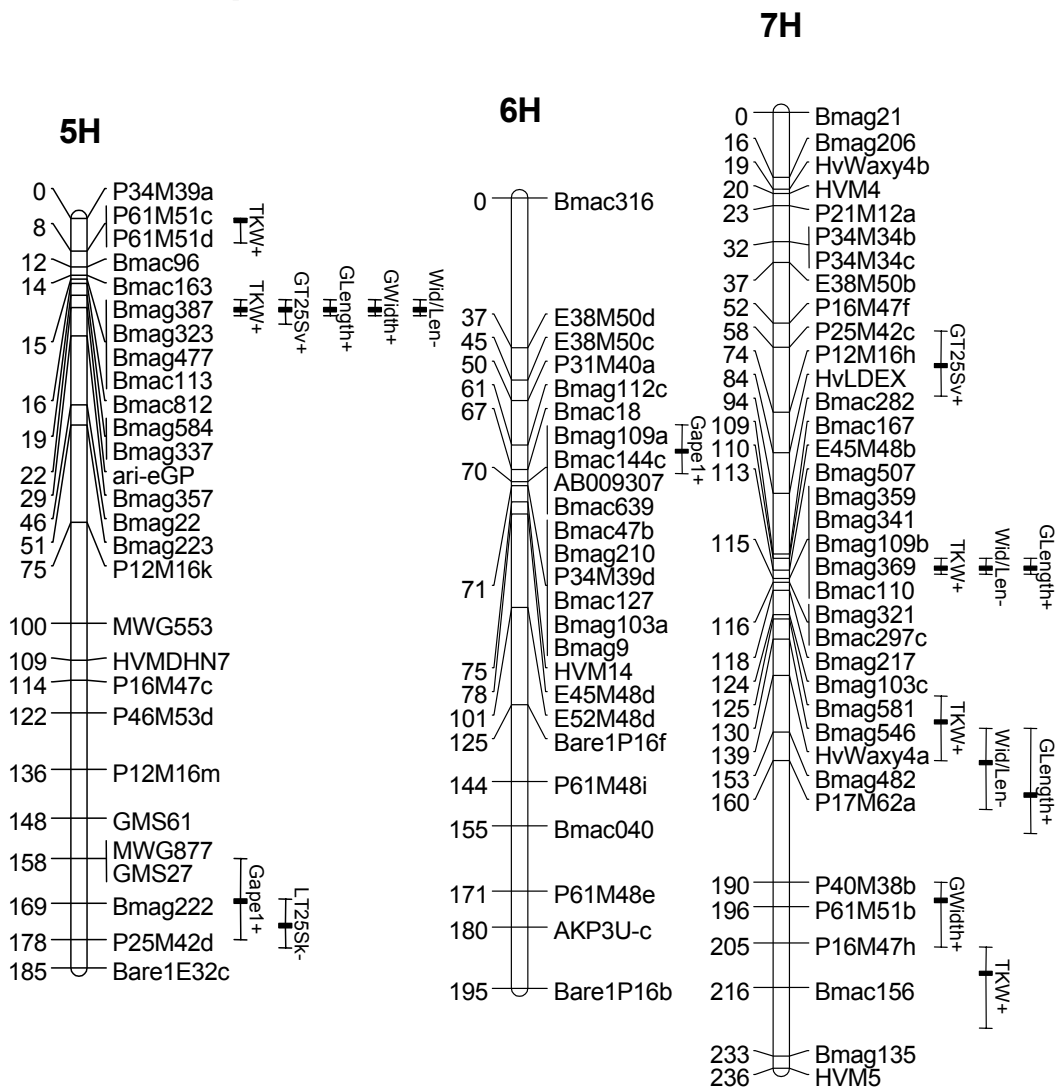 5H
0 P34M39a
P61M51c
8 P61M51d
12 Bmac96
14 Bmac163
Bmag387
15 Bmag323
Bmag477
Bmac113
16 Bmac812
Bmag584
19 Bmag337
22 ari-eGP
29 Bmag357
46 Bmag22
51 Bmag223
75 P12M16k
100 MWG553
109 HVMDHN7
114 P16M47c
122 P46M53d
136 P12M16m
148 GMS61
158 MWG877
GMS27
169 Bmag222
178 P25M42d
185 Bare1E32c
TKW+
TKW+
GT25Sv+
GLength+
GWidth+
Wid/Len-
Gape1+
LT25Sk-
6H
0 Bmac316
37 E38M50d
45 E38M50c
50 P31M40a
61 Bmag112c
67 Bmac18
Bmag109a
70 Bmac144c
AB009307
Bmac639
Bmac47b
Bmag210
71 P34M39d
Bmac127
Bmag103a
Bmag9
75 HVM14
78 E45M48d
101 E52M48d
125 Bare1P16f
144 P61M48i
155 Bmac040
171 P61M48e
180 AKP3U-c
195 Bare1P16b
Gape1+
7H
0 Bmag21
16 Bmag206
19 HvWaxy4b
20 HVM4
23 P21M12a
32 P34M34b
P34M34c
37 E38M50b
52 P16M47f
58 P25M42c
74 P12M16h
84 HvLDEX
94 Bmac282
109 Bmac167
110 E45M48b
113 Bmag507
Bmag359
Bmag341
115 Bmag109b
Bmag369
Bmac110
116 Bmag321
Bmac297c
118 Bmag217
124 Bmag103c
125 Bmag581
130 Bmag546
139 HvWaxy4a
153 Bmag482
160 P17M62a
190 P40M38b
196 P61M51b
205 P16M47h
216 Bmac156
233 Bmag135
236 HVM5
GT25Sv+
TKW+
Wid/Len-
GLength+
TKW+
Wid/Len-
GLength+
GWidth+
TKW+